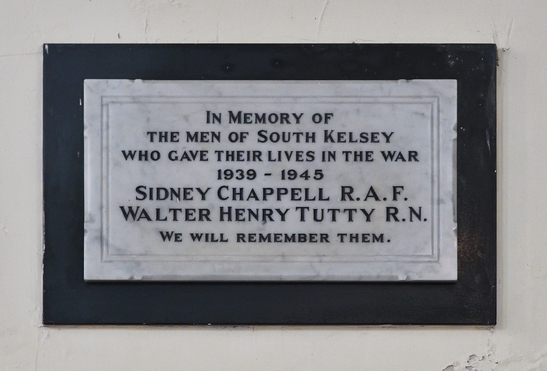 In Memory of
the men of South Kelsey
who gave their lives in the war
1939 - 1945
Sidney Chappell R.A.F.
Walter Henry Tutty R.N.
We will remember them.